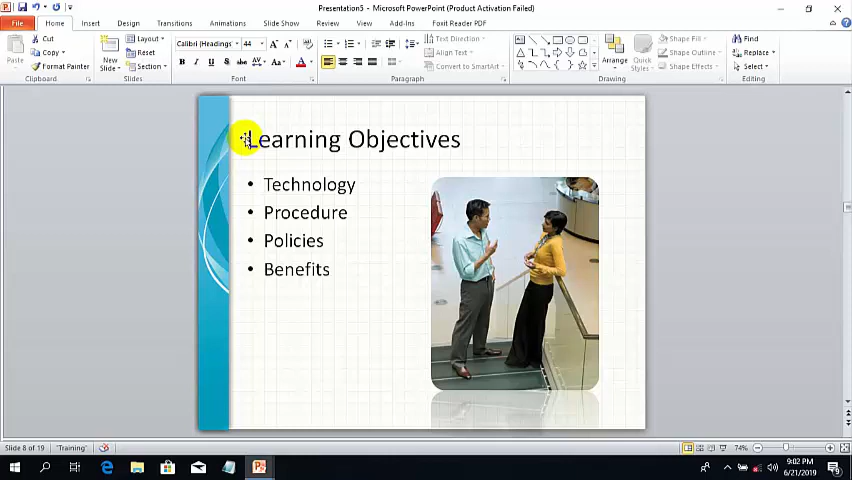 Presentation5 - Microsoft PowerPoint (Product Activation Failed)
File Home Insert Design Transitions Animations Slide Show Review View Add-Ins Foxit Reader PDF
Cut
Copy
Format Painter
Paste
Clipboard
New Slide
Layout
Reset
Section
Slides
Calibri (Headings) 44
Font
Text Direction
Align Text
Convert to SmartArt
Paragraph
Arrange
Quick Styles
Shape Fill
Shape Outline
Shape Effects
Drawing
Find
Replace
Select
Editing
Learning Objectives
• Technology
• Procedure
• Policies
• Benefits
Slide 8 of 19 "Training" 74%
9:02 PM
6/21/2019